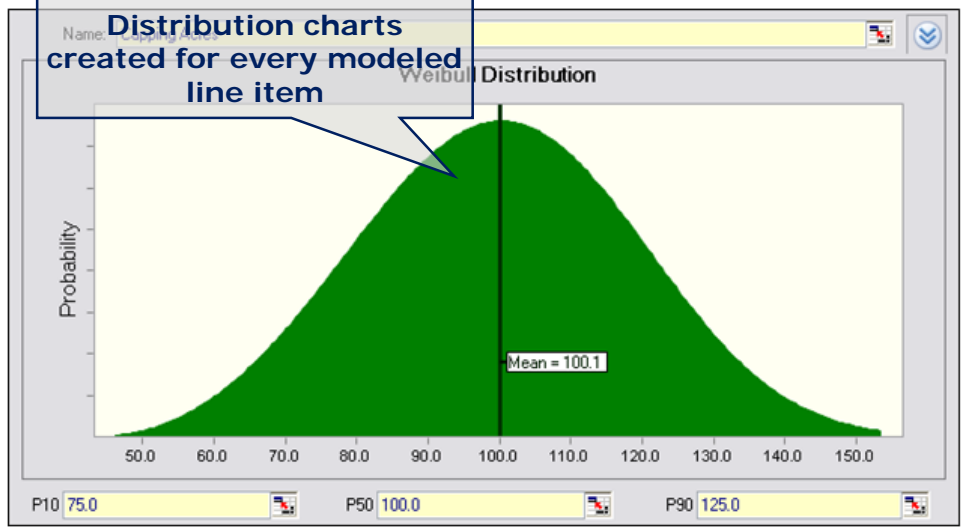 Distribution charts
created for every modeled
line item
Name: Capping Acres
Weibull Distribution
Probability
Mean = 100.1
50.0 60.0 70.0 80.0 90.0 100.0 110.0 120.0 130.0 140.0 150.0
P10 75.0 P50 100.0 P90 125.0